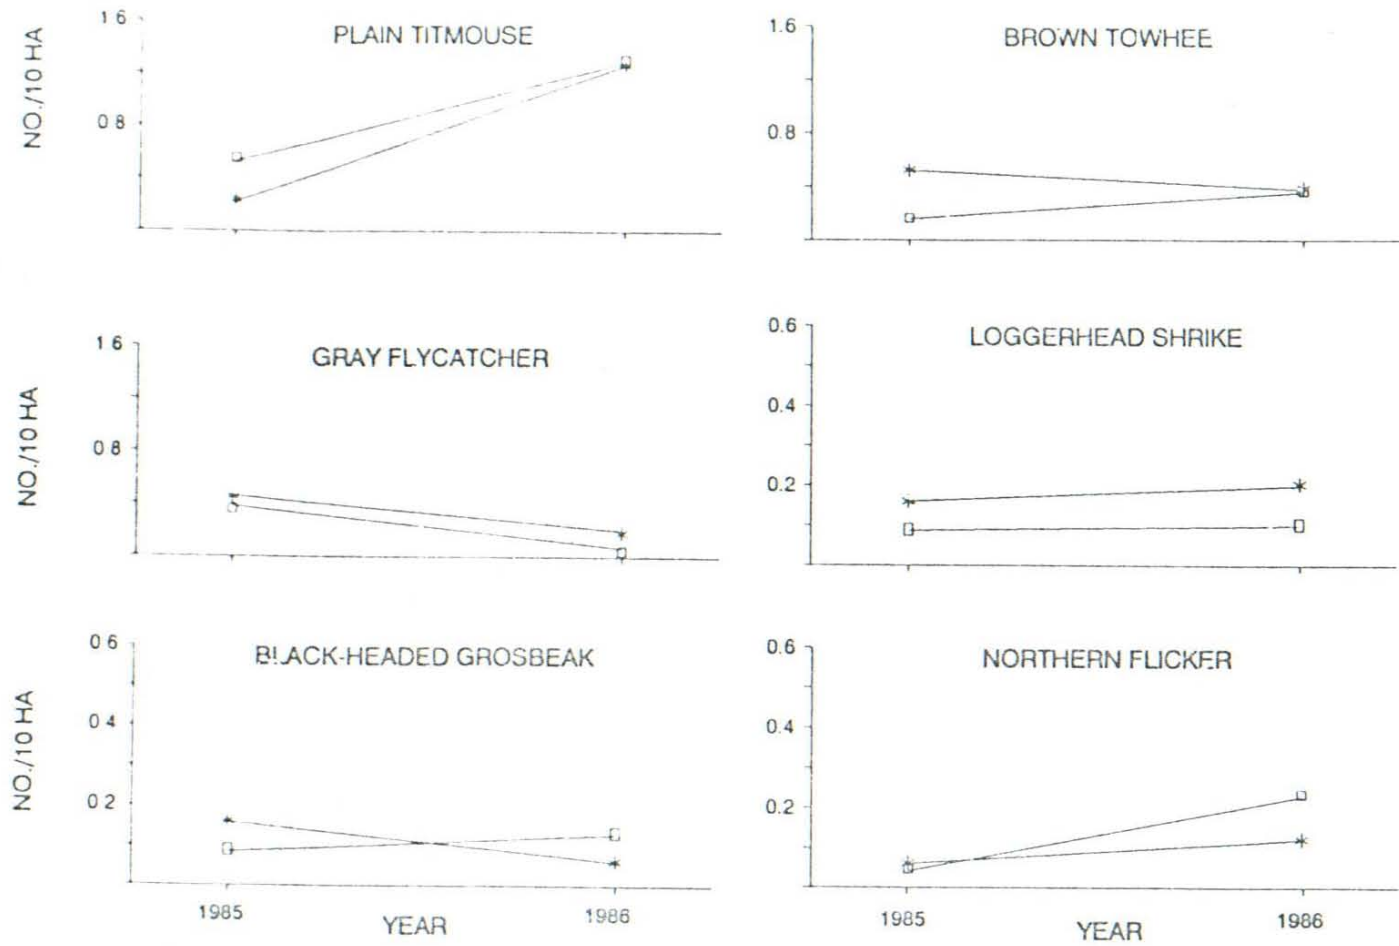 PLAIN TITMOUSE
NO./10 HA
1 6
0 8
BROWN TOWHEE
1.6
0.8
GRAY FLYCATCHER
NO./10 HA
1 6
0 8
LOGGERHEAD SHRIKE
0.6
0.4
0.2
BLACK-HEADED GROSBEAK
NO./10 HA
0 6
0 4
0 2
1985
YEAR
1986
NORTHERN FLICKER
0.6
0.4
0.2
1985
YEAR
1986